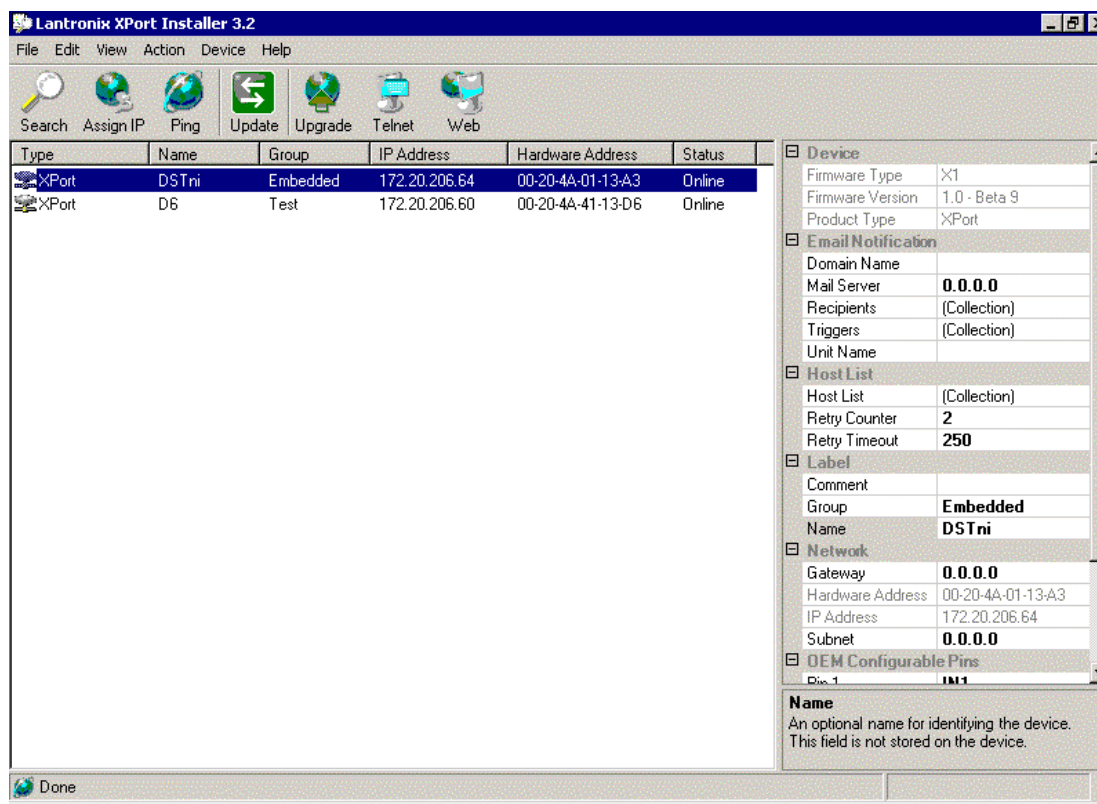 Lantronix XPort Installer 3.2
File Edit View Action Device Help
Search Assign IP Ping Update Upgrade Telnet Web
Type Name Group IP Address Hardware Address Status
XPort DSTni Embedded 172.20.206.64 00-20-4A-01-13-A3 Online
XPort D6 Test 172.20.206.60 00-20-4A-41-13-D6 Online
Device
Firmware Type X1
Firmware Version 1.0 - Beta 9
Product Type XPort
Email Notification
Domain Name
Mail Server 0.0.0.0
Recipients (Collection)
Triggers (Collection)
Unit Name
Host List
Host List (Collection)
Retry Counter 2
Retry Timeout 250
Label
Comment
Group Embedded
Name DSTni
Network
Gateway 0.0.0.0
Hardware Address 00-20-4A-01-13-A3
IP Address 172.20.206.64
Subnet 0.0.0.0
OEM Configurable Pins
Pin 1 IN1
Name
An optional name for identifying the device.
This field is not stored on the device.
Done